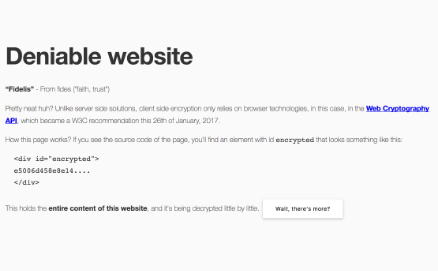 Deniable website
"Fidelis" - From fides ("faith, trust")
Pretty neat huh? Unlike server side solutions, client side encryption only relies on browser technologies, in this case, in the Web Cryptography
API, which became a W3C recommendation this 26th of January, 2017.
How this page works? If you see the source code of the page, you'll find an element with id encrypted that looks something like this:
<div id="encrypted">
e5006d458e8e14....
</div>
This holds the entire content of this website, and it's being decrypted little by little. Wait, there's more?